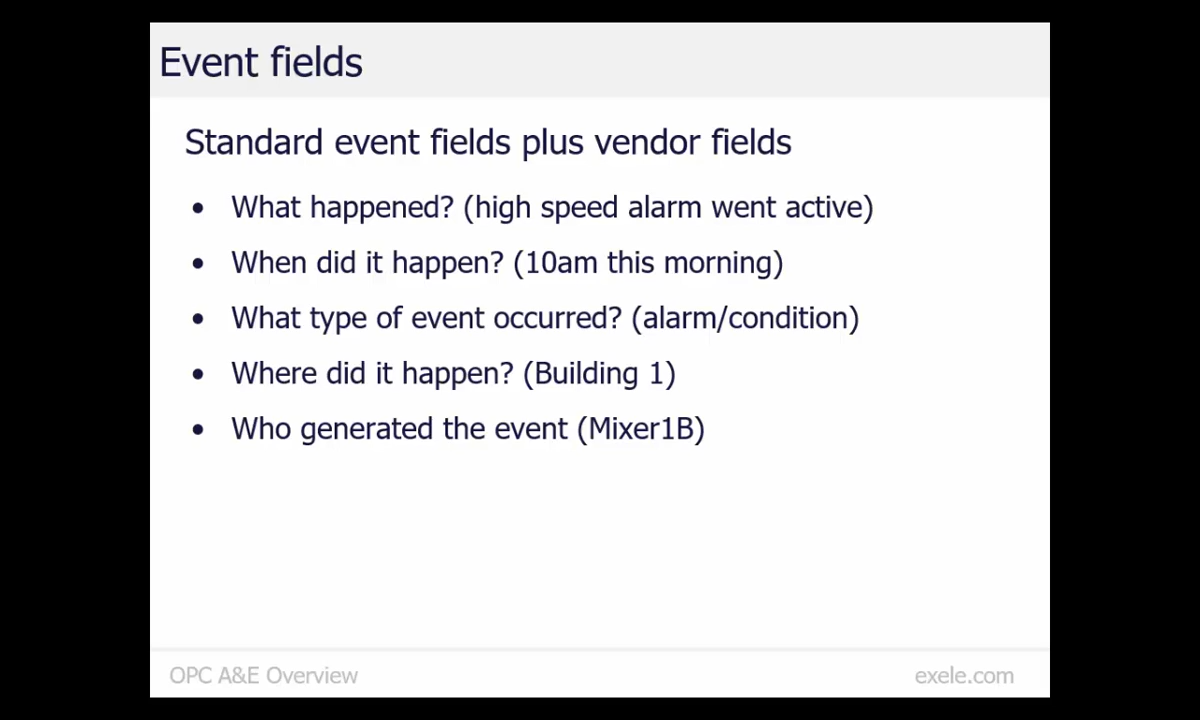 Event fields
Standard event fields plus vendor fields
• What happened? (high speed alarm went active)
• When did it happen? (10am this morning)
• What type of event occurred? (alarm/condition)
• Where did it happen? (Building 1)
• Who generated the event (Mixer1B)
OPC A&E Overview
exele.com